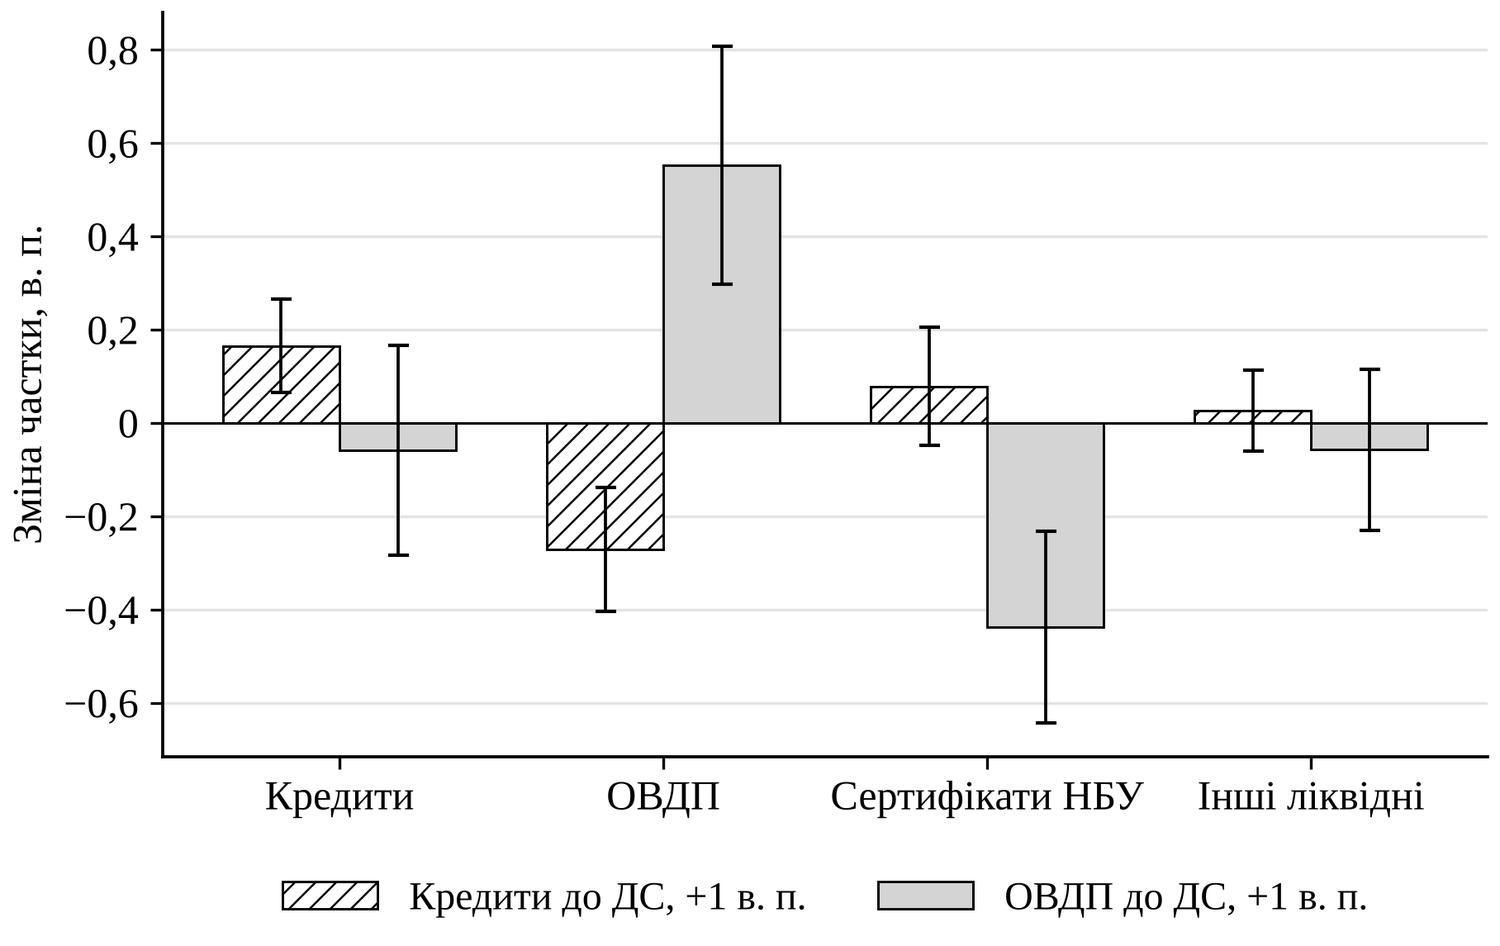 Зміна частки, в. п.
0,8
0,6
0,4
0,2
0
−0,2
−0,4
−0,6
Кредити ОВДП Сертифікати НБУ Інші ліквідні
Кредити до ДС, +1 в. п. ОВДП до ДС, +1 в. п.